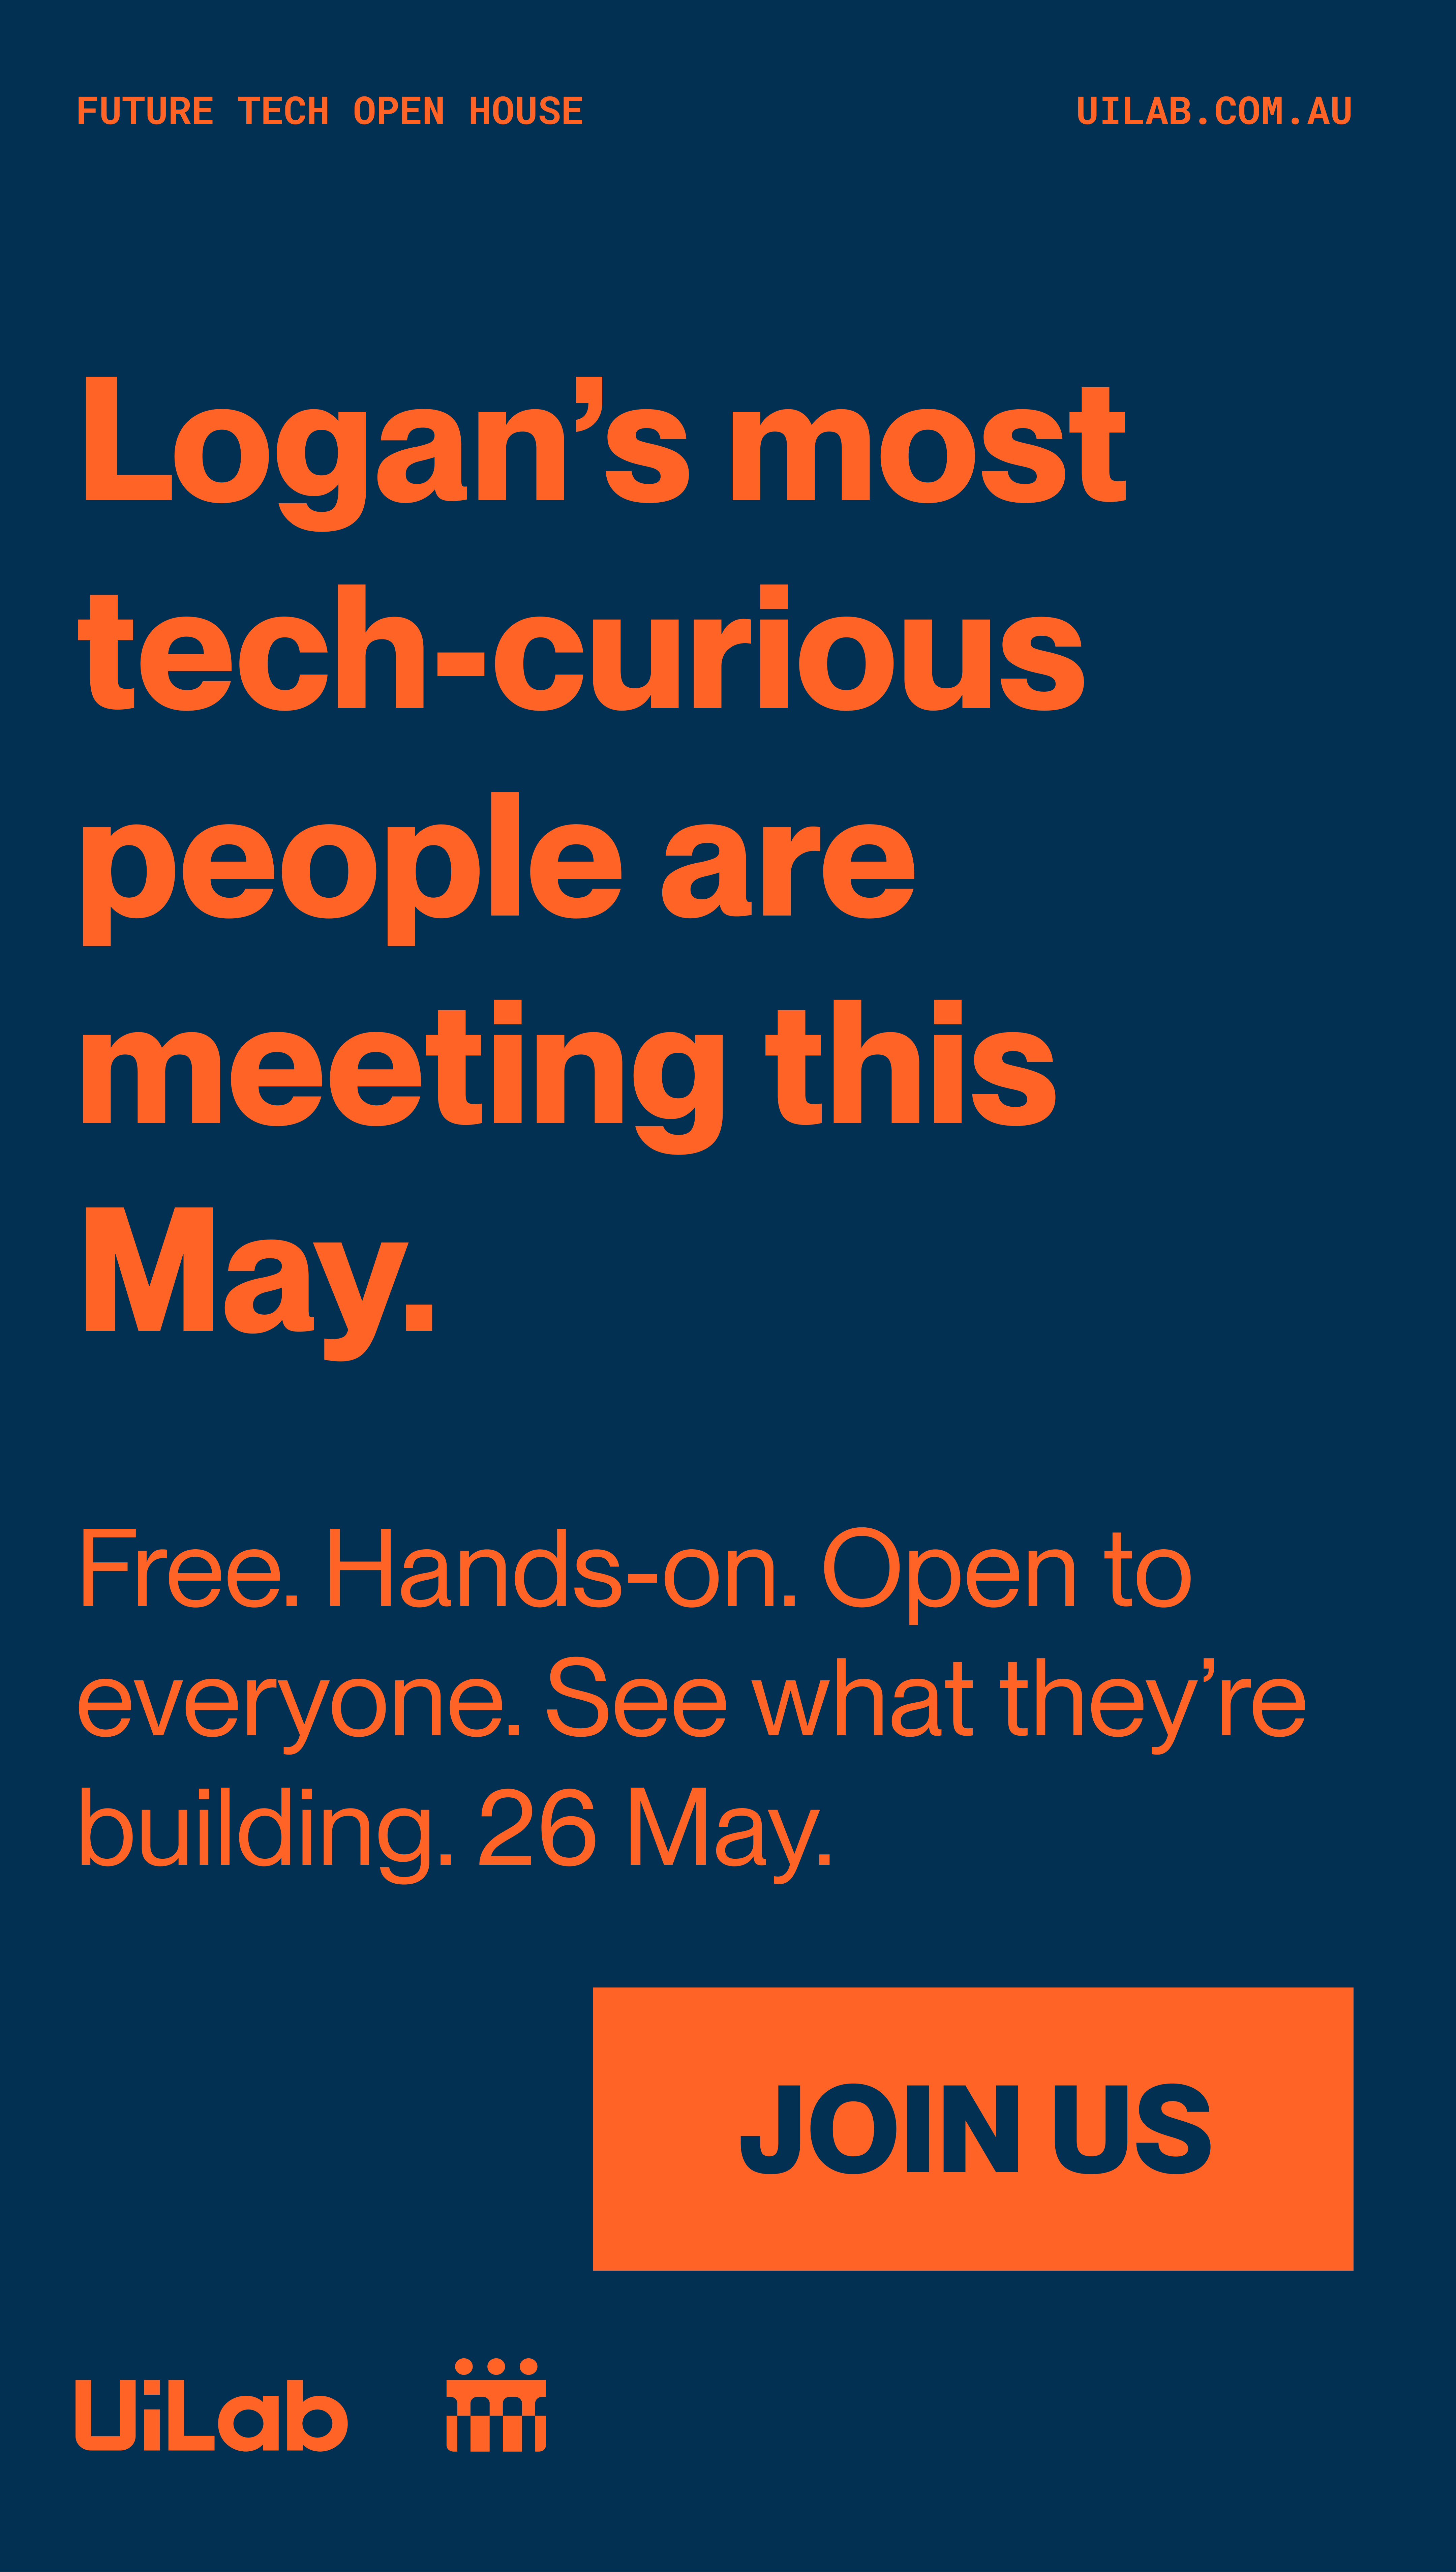 FUTURE TECH OPEN HOUSE
UILAB.COM.AU
Logan’s most
tech-curious
people are
meeting this
May.
Free. Hands-on. Open to
everyone. See what they’re
building. 26 May.
JOIN US
UiLab